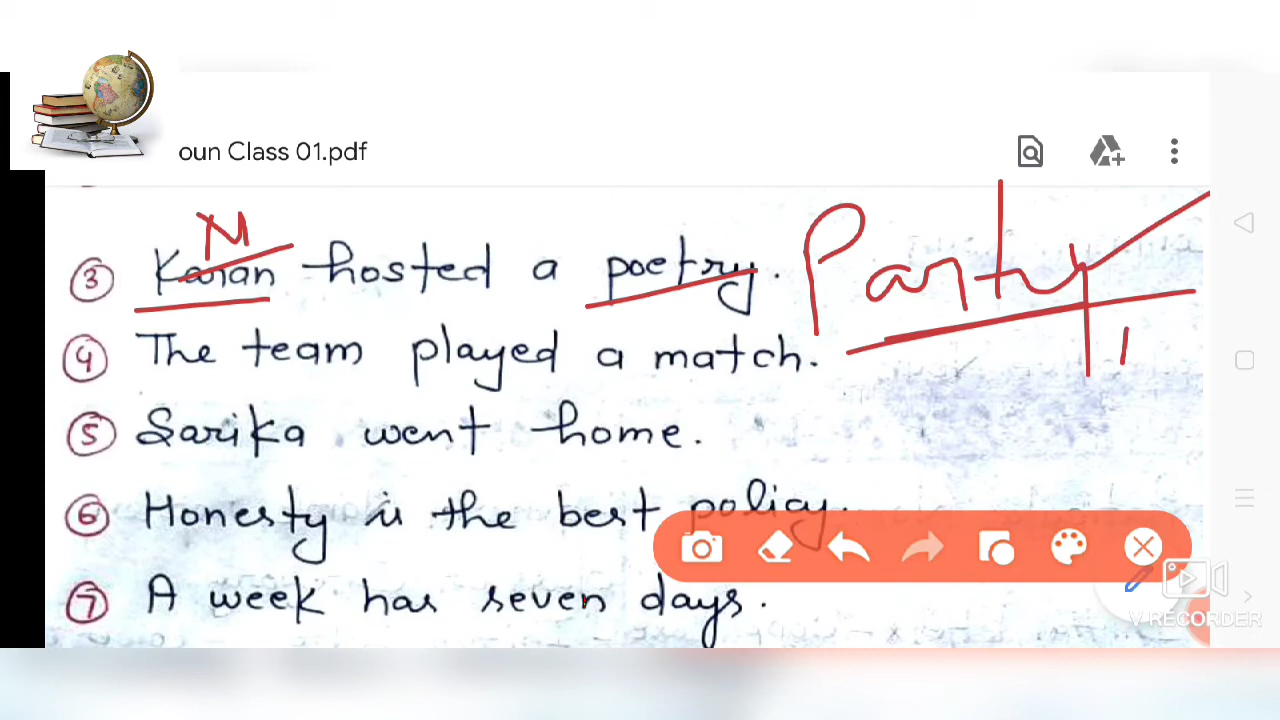 oun Class 01.pdf
N
③ Karan hosted a poetry. Party
④ The team played a match.
⑤ Sarika went home.
⑥ Honesty is the best policy.
⑦ A week has seven days.
V RECORDER